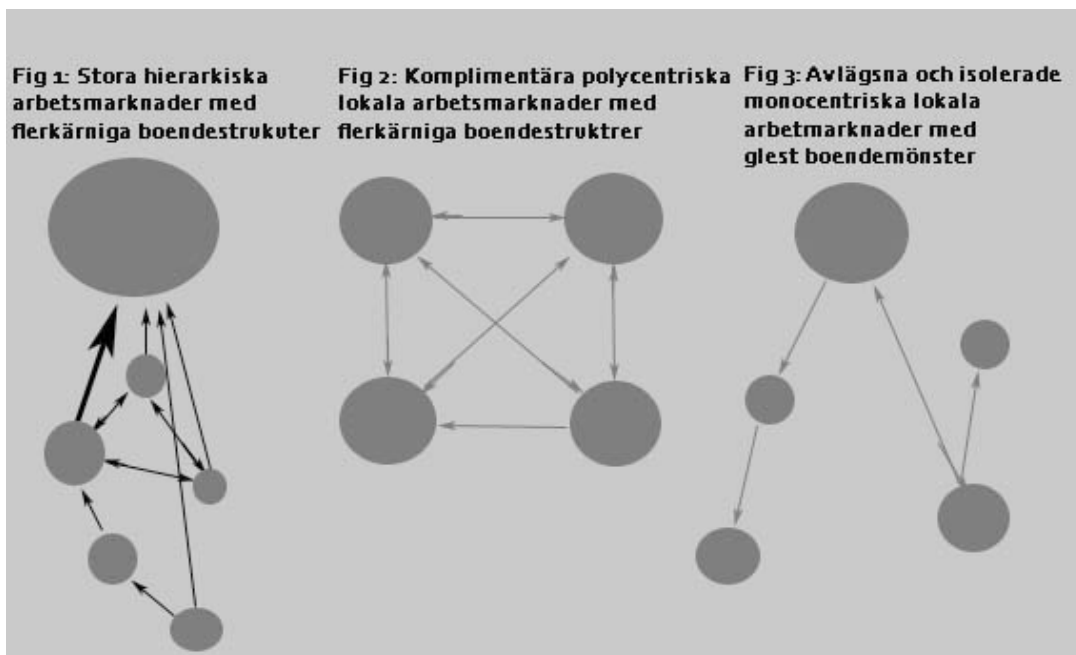 Fig 1: Stora hierarkiska
arbetsmarknader med
flerkärniga boendestrukuter
Fig 2: Komplimentära polycentriska
lokala arbetsmarknader med
flerkärniga boendestruktrer
Fig 3: Avlägsna och isolerade
monocentriska lokala
arbetmarknader med
glest boendemönster